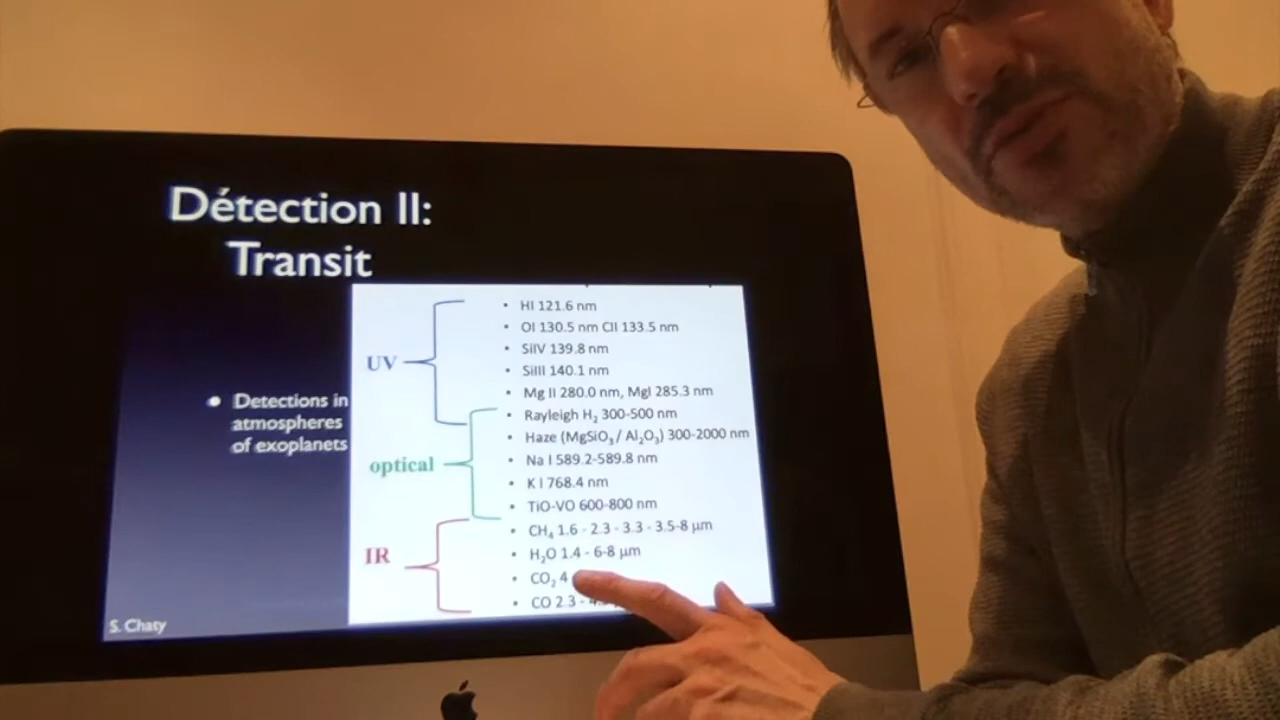 Détection II:
Transit
UV
HI 121.6 nm
OI 130.5 nm CII 133.5 nm
SiIV 139.8 nm
SiIII 140.1 nm
Mg II 280.0 nm, MgI 285.3 nm
optical
Rayleigh H₂ 300-500 nm
Haze (MgSiO₃/ Al₂O₃) 300-2000 nm
Na I 589.2-589.8 nm
K I 768.4 nm
TiO-VO 600-800 nm
IR
CH₄ 1.6 - 2.3 - 3.3 - 3.5-8 µm
H₂O 1.4 - 6-8 µm
CO₂ 4
CO 2.3 -
• Detections in
atmospheres
of exoplanets
S. Chaty